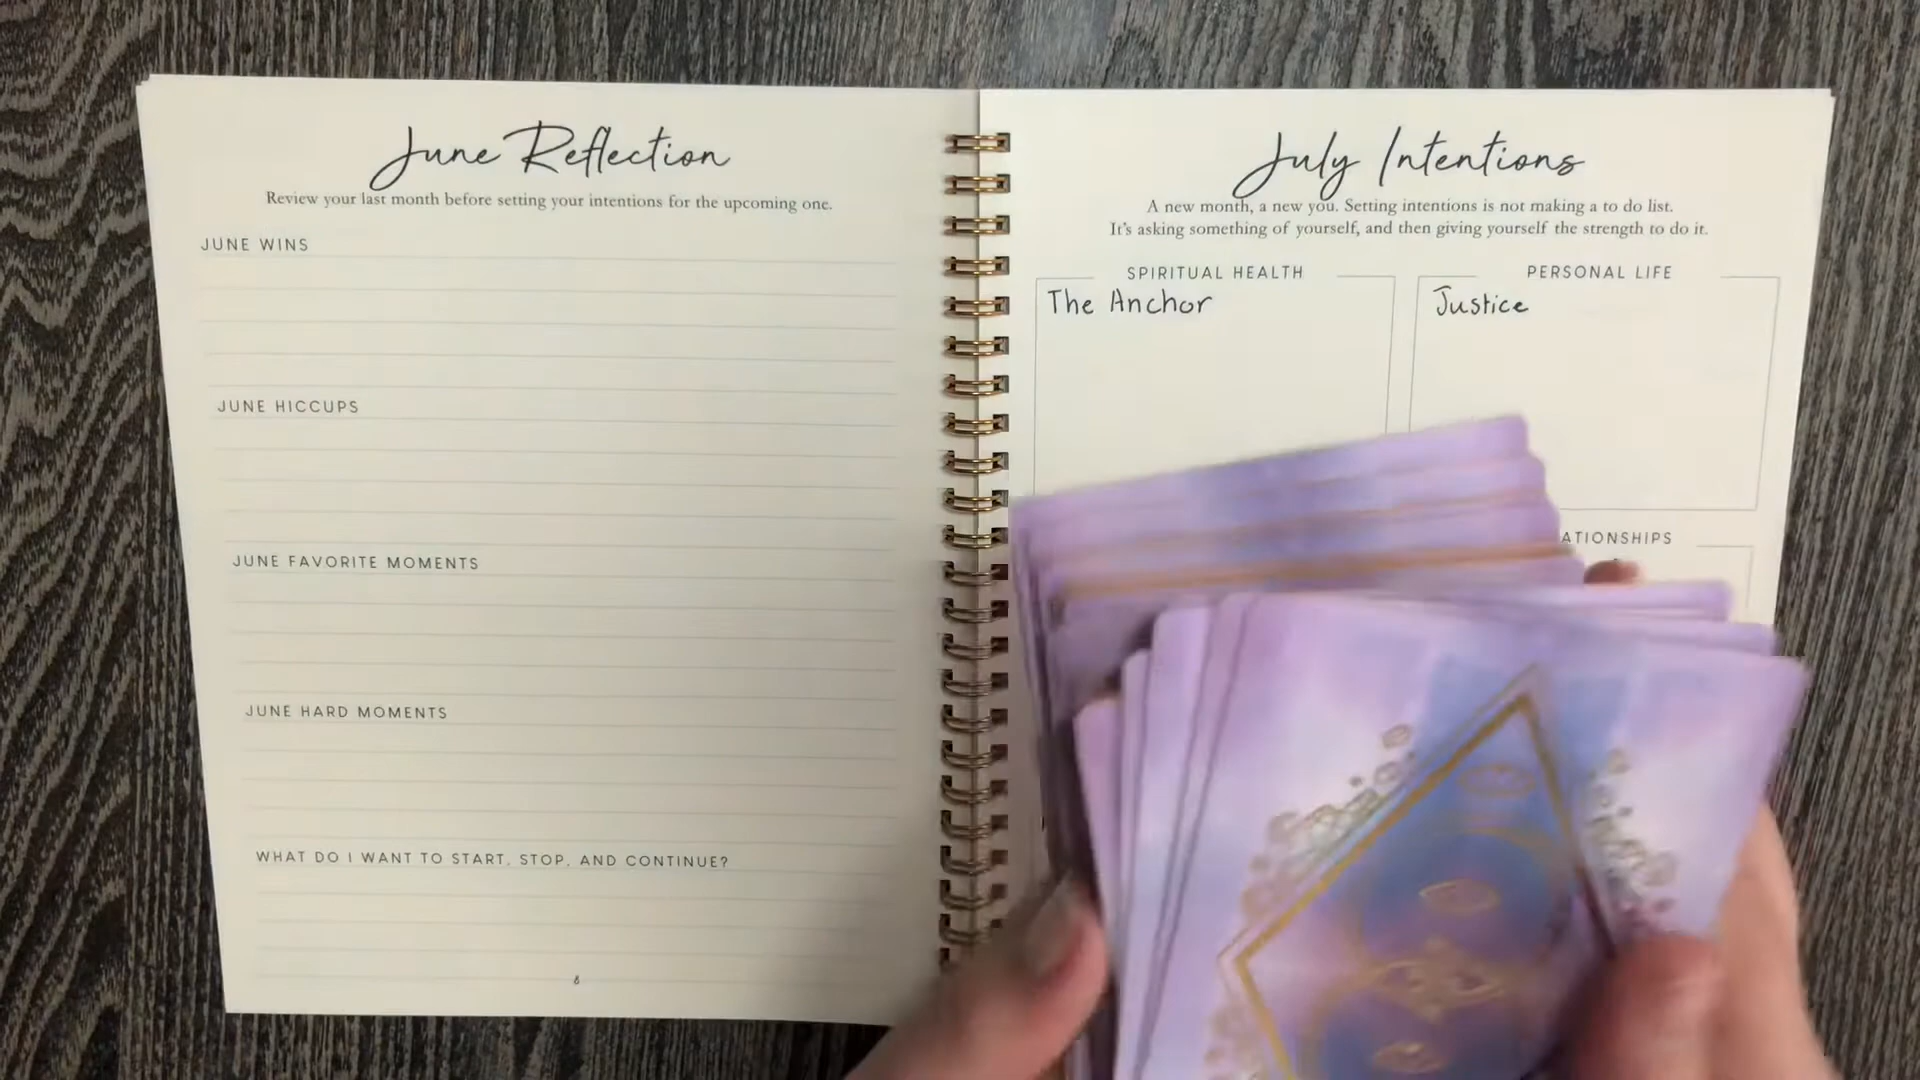 June Reflection
Review your last month before setting your intentions for the upcoming one.
JUNE WINS
JUNE HICCUPS
JUNE FAVORITE MOMENTS
JUNE HARD MOMENTS
WHAT DO I WANT TO START, STOP, AND CONTINUE?
July Intentions
A new month, a new you. Setting intentions is not making a to do list.
It's asking something of yourself, and then giving yourself the strength to do it.
SPIRITUAL HEALTH
The Anchor
PERSONAL LIFE
Justice
ATIONSHIPS